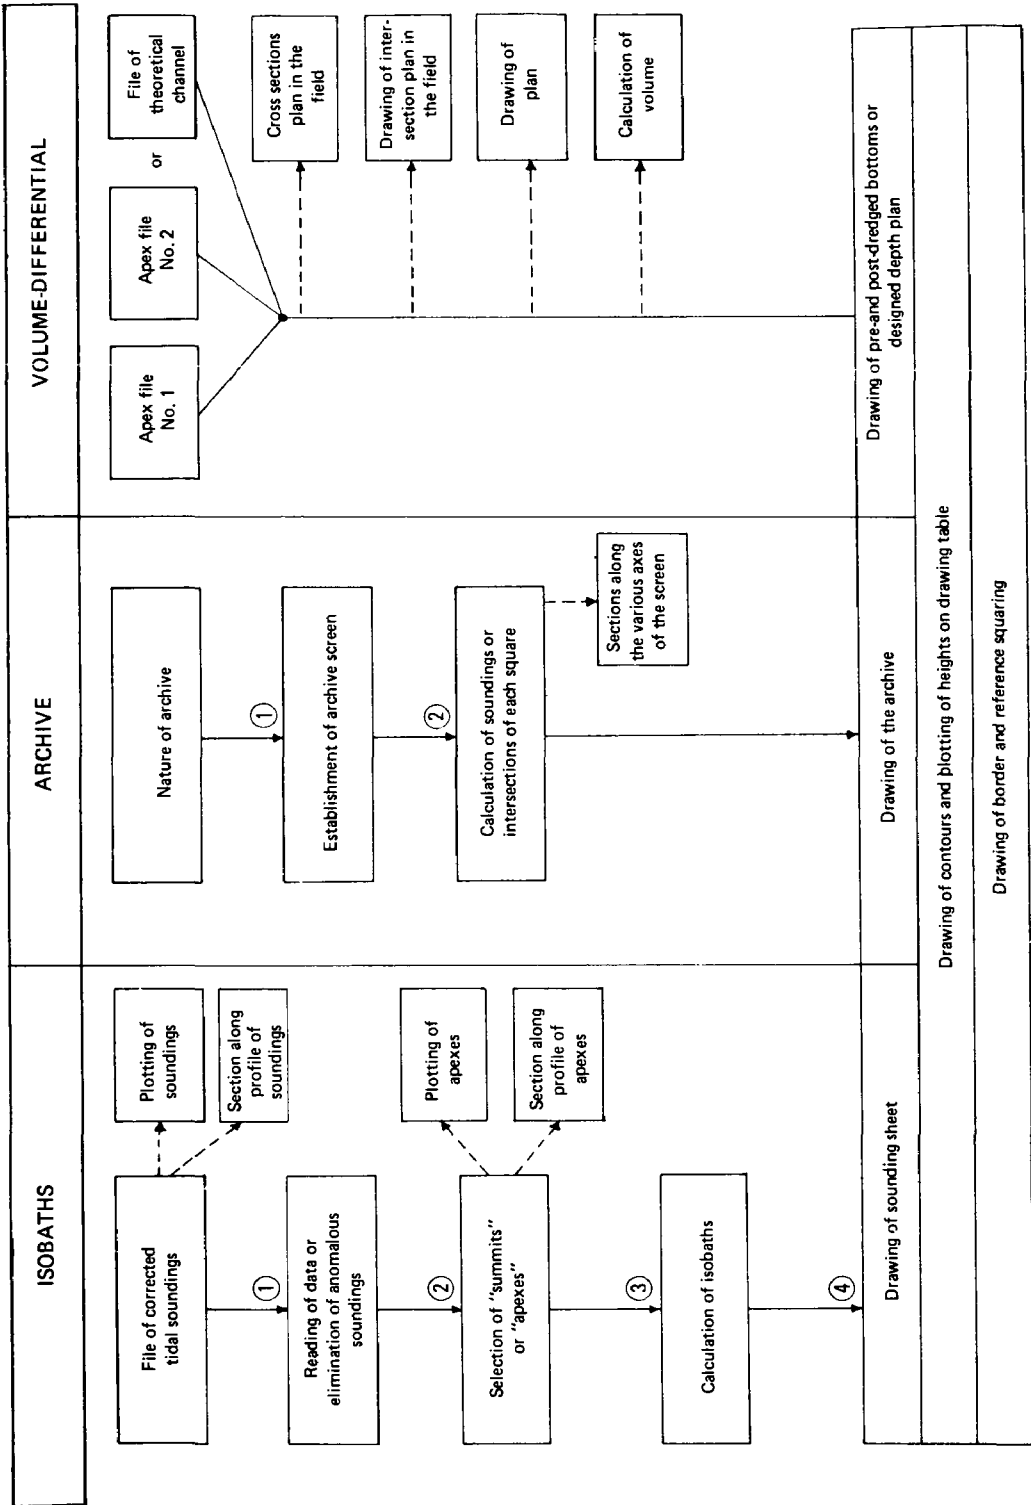 ISOBATHS
ARCHIVE
VOLUME-DIFFERENTIAL
File of corrected
tidal soundings
Plotting of
soundings
Section along
profile of
soundings
①
Reading of data or
elimination of anomalous
soundings
②
Selection of "summits"
or "apexes"
Plotting of
apexes
Section along
profile of
apexes
③
Calculation of isobaths
④
Drawing of sounding sheet
Nature of archive
①
Establishment of archive screen
②
Calculation of soundings or
intersections of each square
Sections along
the various axes
of the screen
Drawing of the archive
Apex file
No. 1
Apex file
No. 2
or
File of
theoretical
channel
Cross sections
plan in the
field
Drawing of inter-
section plan in
the field
Drawing of
plan
Calculation of
volume
Drawing of pre-and post-dredged bottoms or
designed depth plan
Drawing of contours and plotting of heights on drawing table
Drawing of border and reference squaring